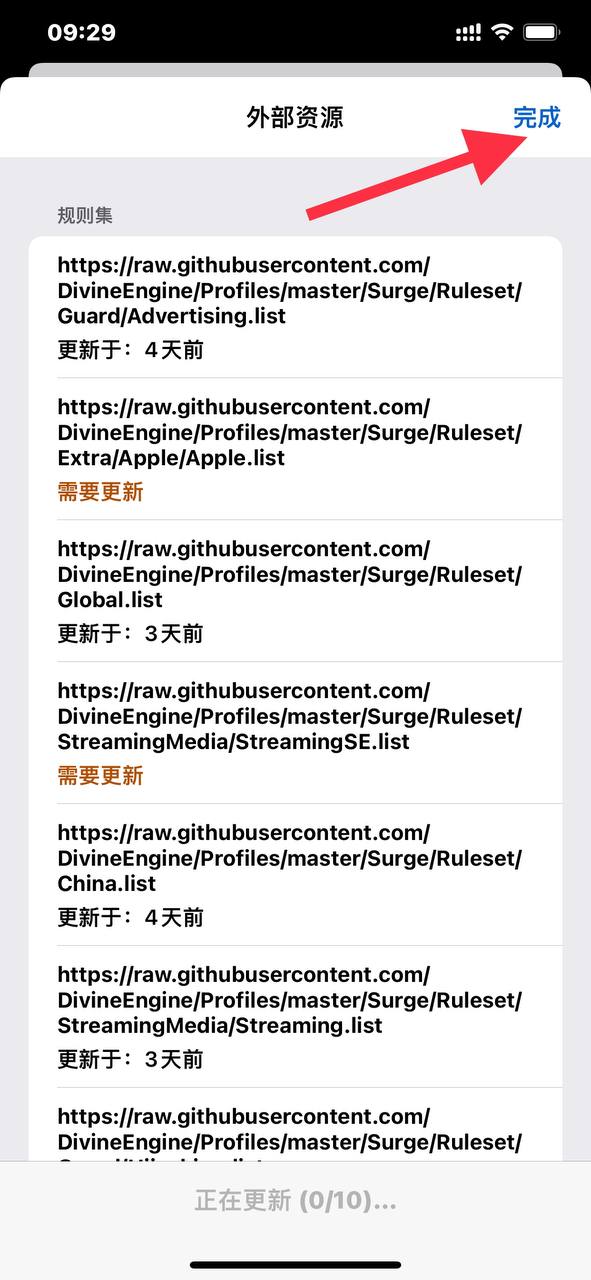 09:29
外部资源
完成
规则集
https://raw.githubusercontent.com/
DivineEngine/Profiles/master/Surge/Ruleset/
Guard/Advertising.list
更新于：4天前
https://raw.githubusercontent.com/
DivineEngine/Profiles/master/Surge/Ruleset/
Extra/Apple/Apple.list
需要更新
https://raw.githubusercontent.com/
DivineEngine/Profiles/master/Surge/Ruleset/
Global.list
更新于：3天前
https://raw.githubusercontent.com/
DivineEngine/Profiles/master/Surge/Ruleset/
StreamingMedia/StreamingSE.list
需要更新
https://raw.githubusercontent.com/
DivineEngine/Profiles/master/Surge/Ruleset/
China.list
更新于：4天前
https://raw.githubusercontent.com/
DivineEngine/Profiles/master/Surge/Ruleset/
StreamingMedia/Streaming.list
更新于：3天前
https://raw.githubusercontent.com/
DivineEngine/Profiles/master/Surge/Ruleset/
正在更新 (0/10)...